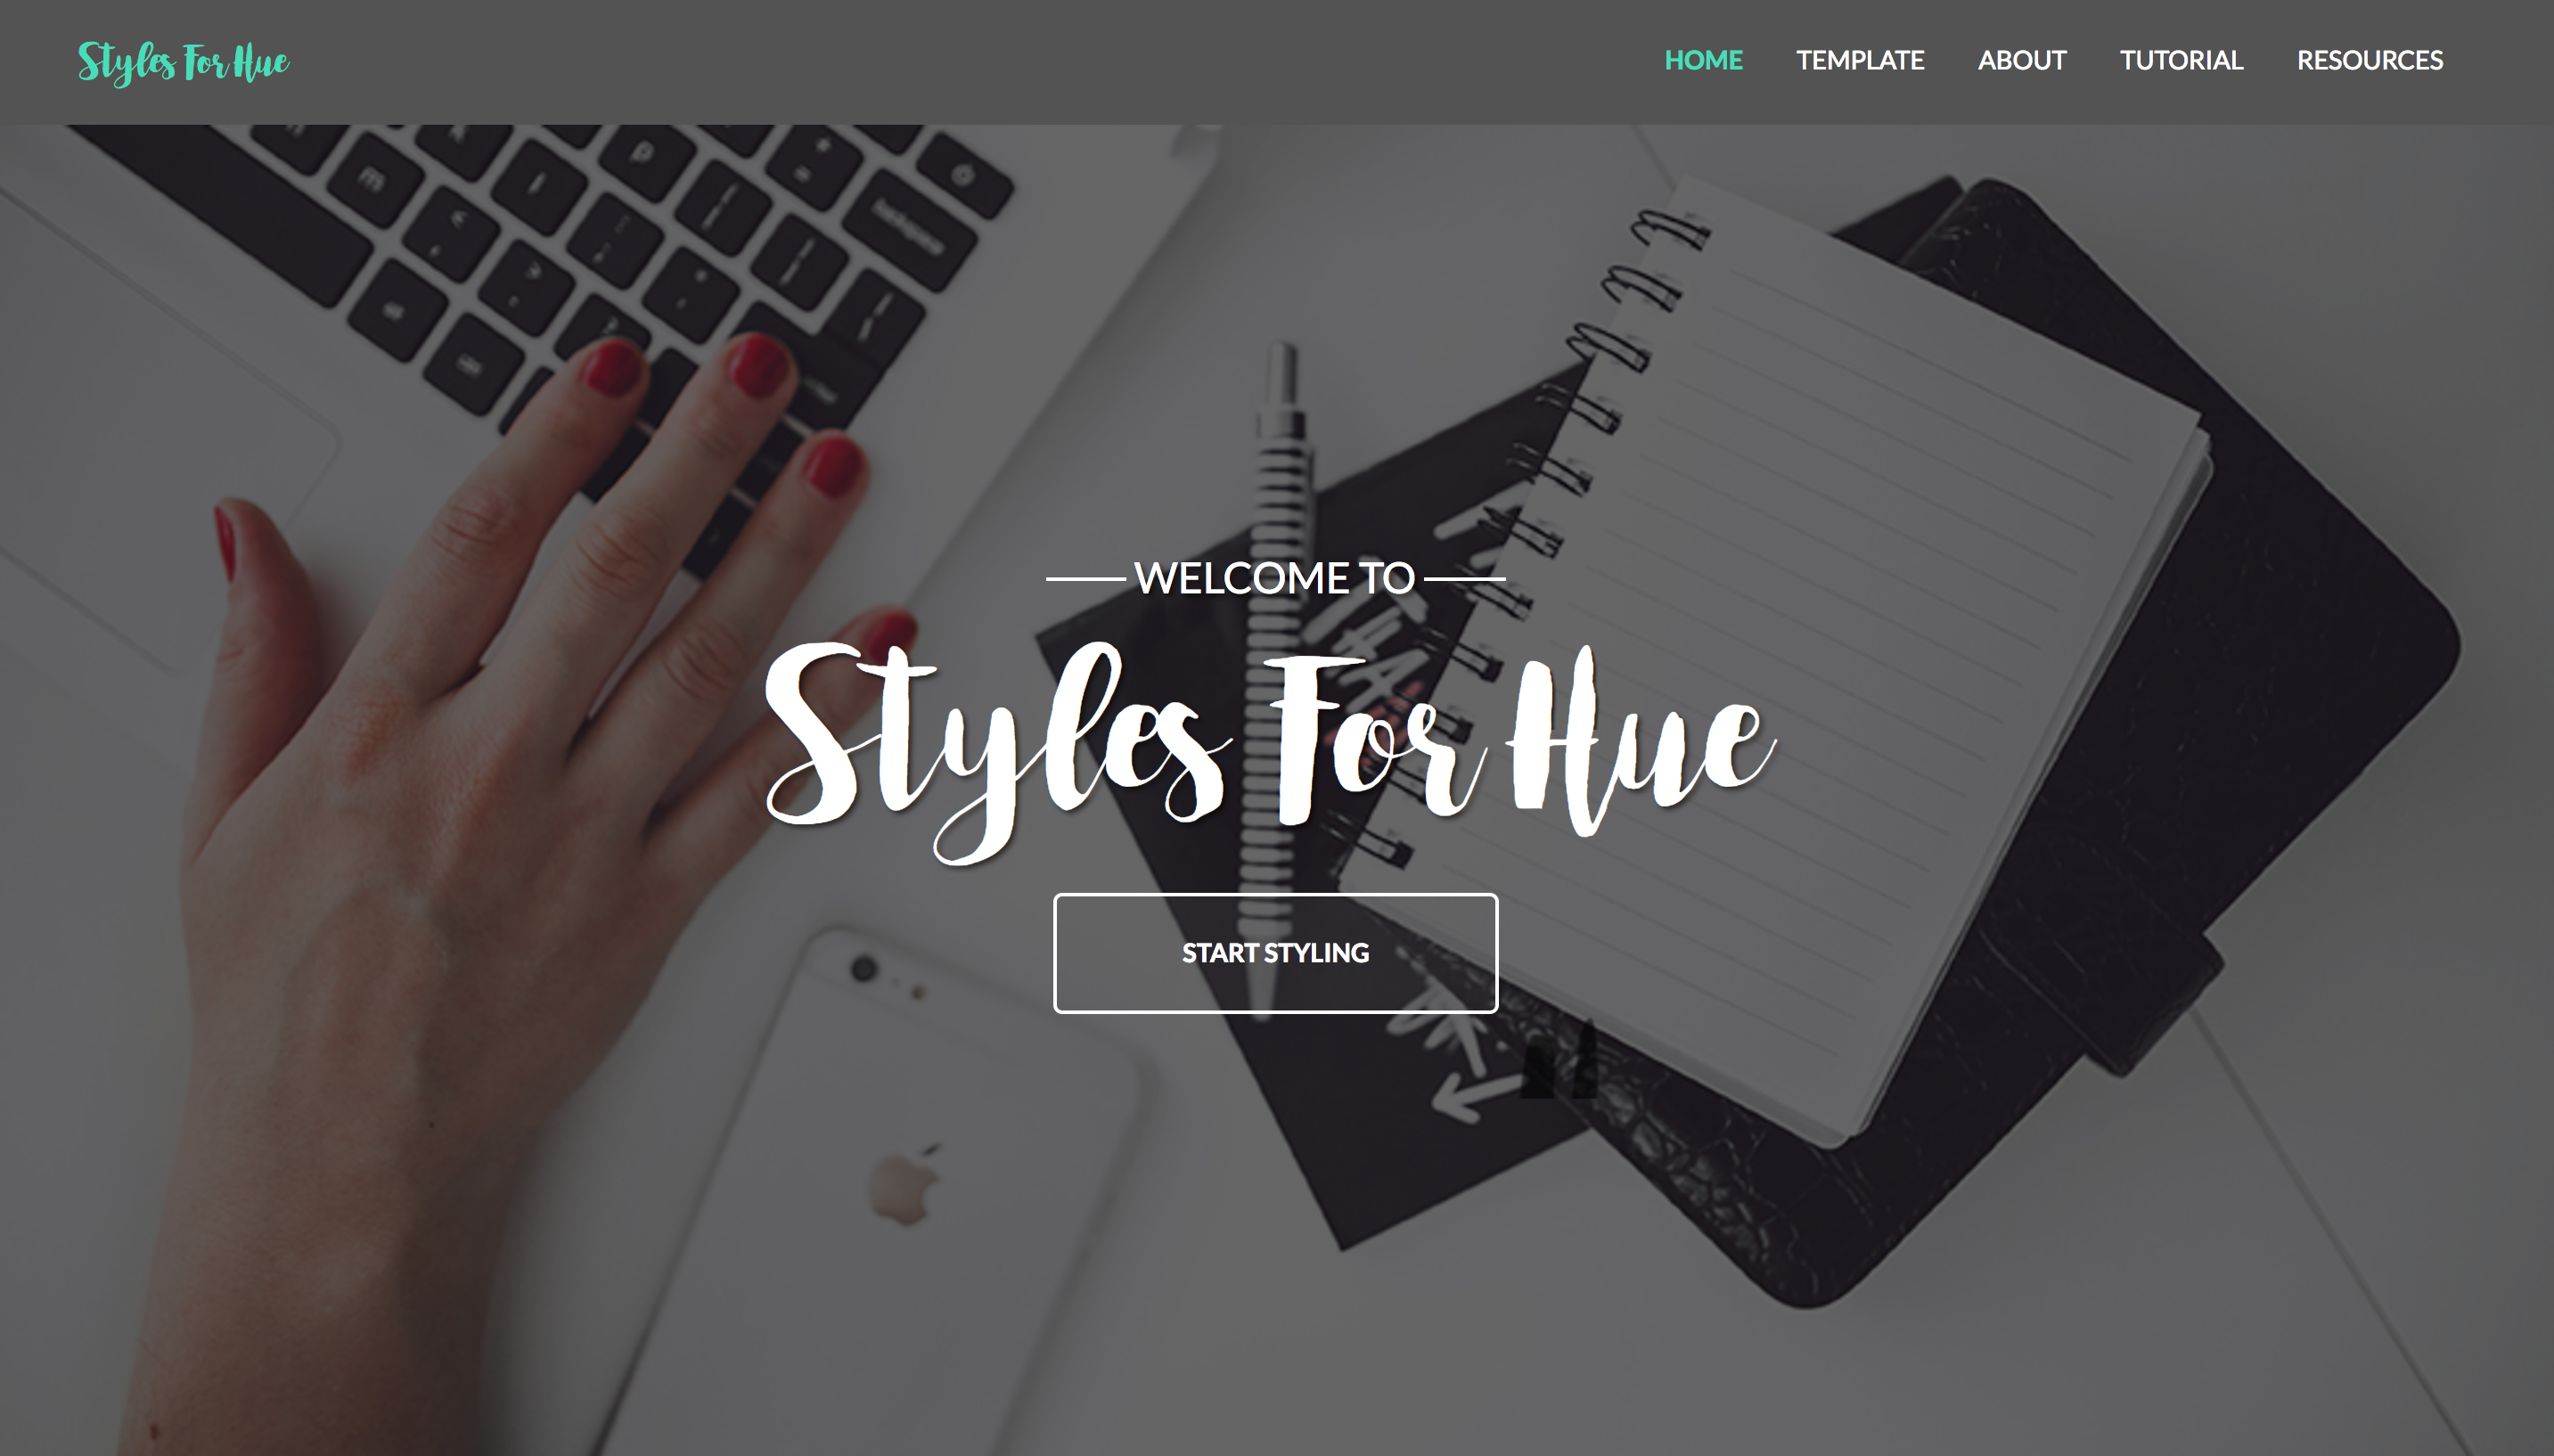 Styles For Hue
HOME TEMPLATE ABOUT TUTORIAL RESOURCES
WELCOME TO
Styles For Hue
START STYLING